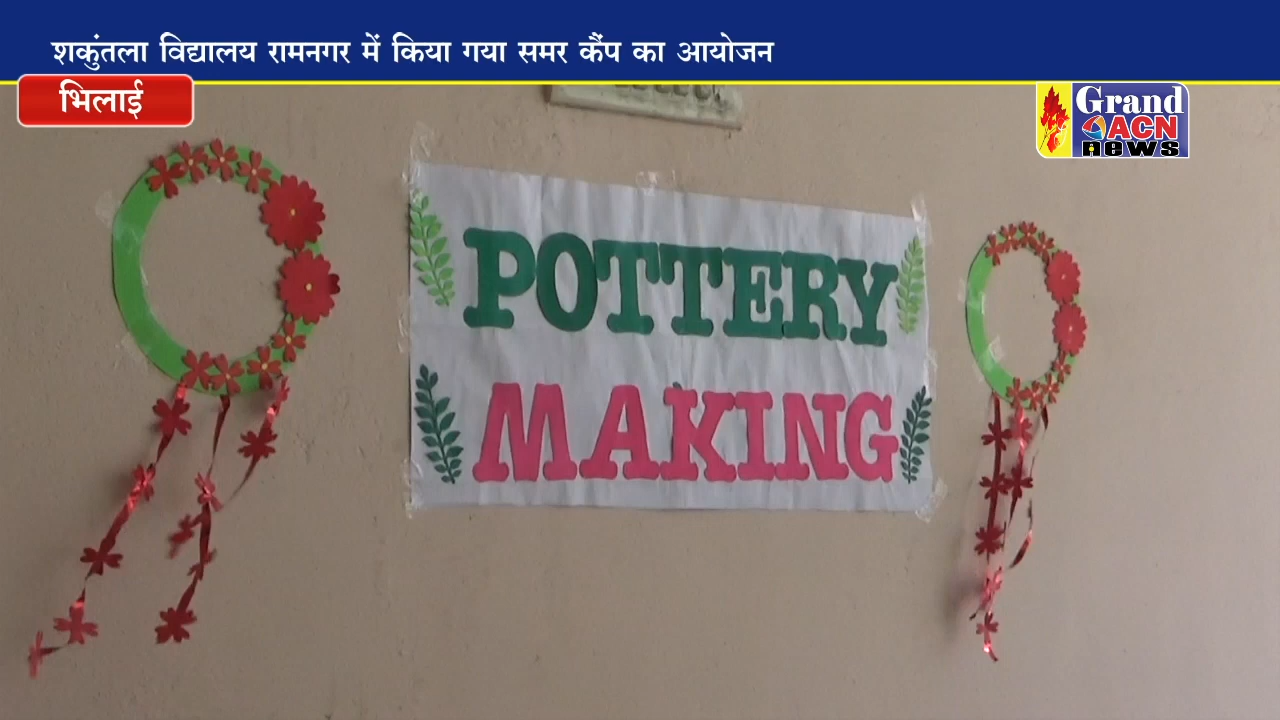 शकुंतला विद्यालय रामनगर में किया गया समर कैंप का आयोजन
भिलाई
Grand
ACN
news
POTTERY
MAKING